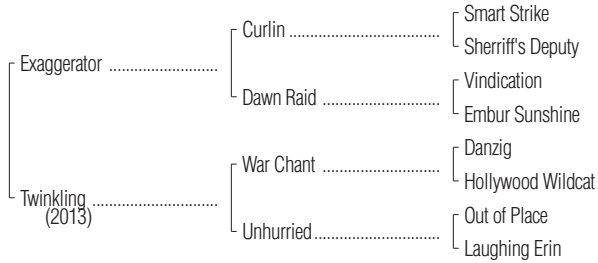 Smart Strike
Curlin ...................................
Sherriff's Deputy
Exaggerator .........................
Vindication
Dawn Raid ...........................
Embur Sunshine
Danzig
War Chant ...........................
Hollywood Wildcat
Twinkling .............................
(2013)
Out of Place
Unhurried .............................
Laughing Erin